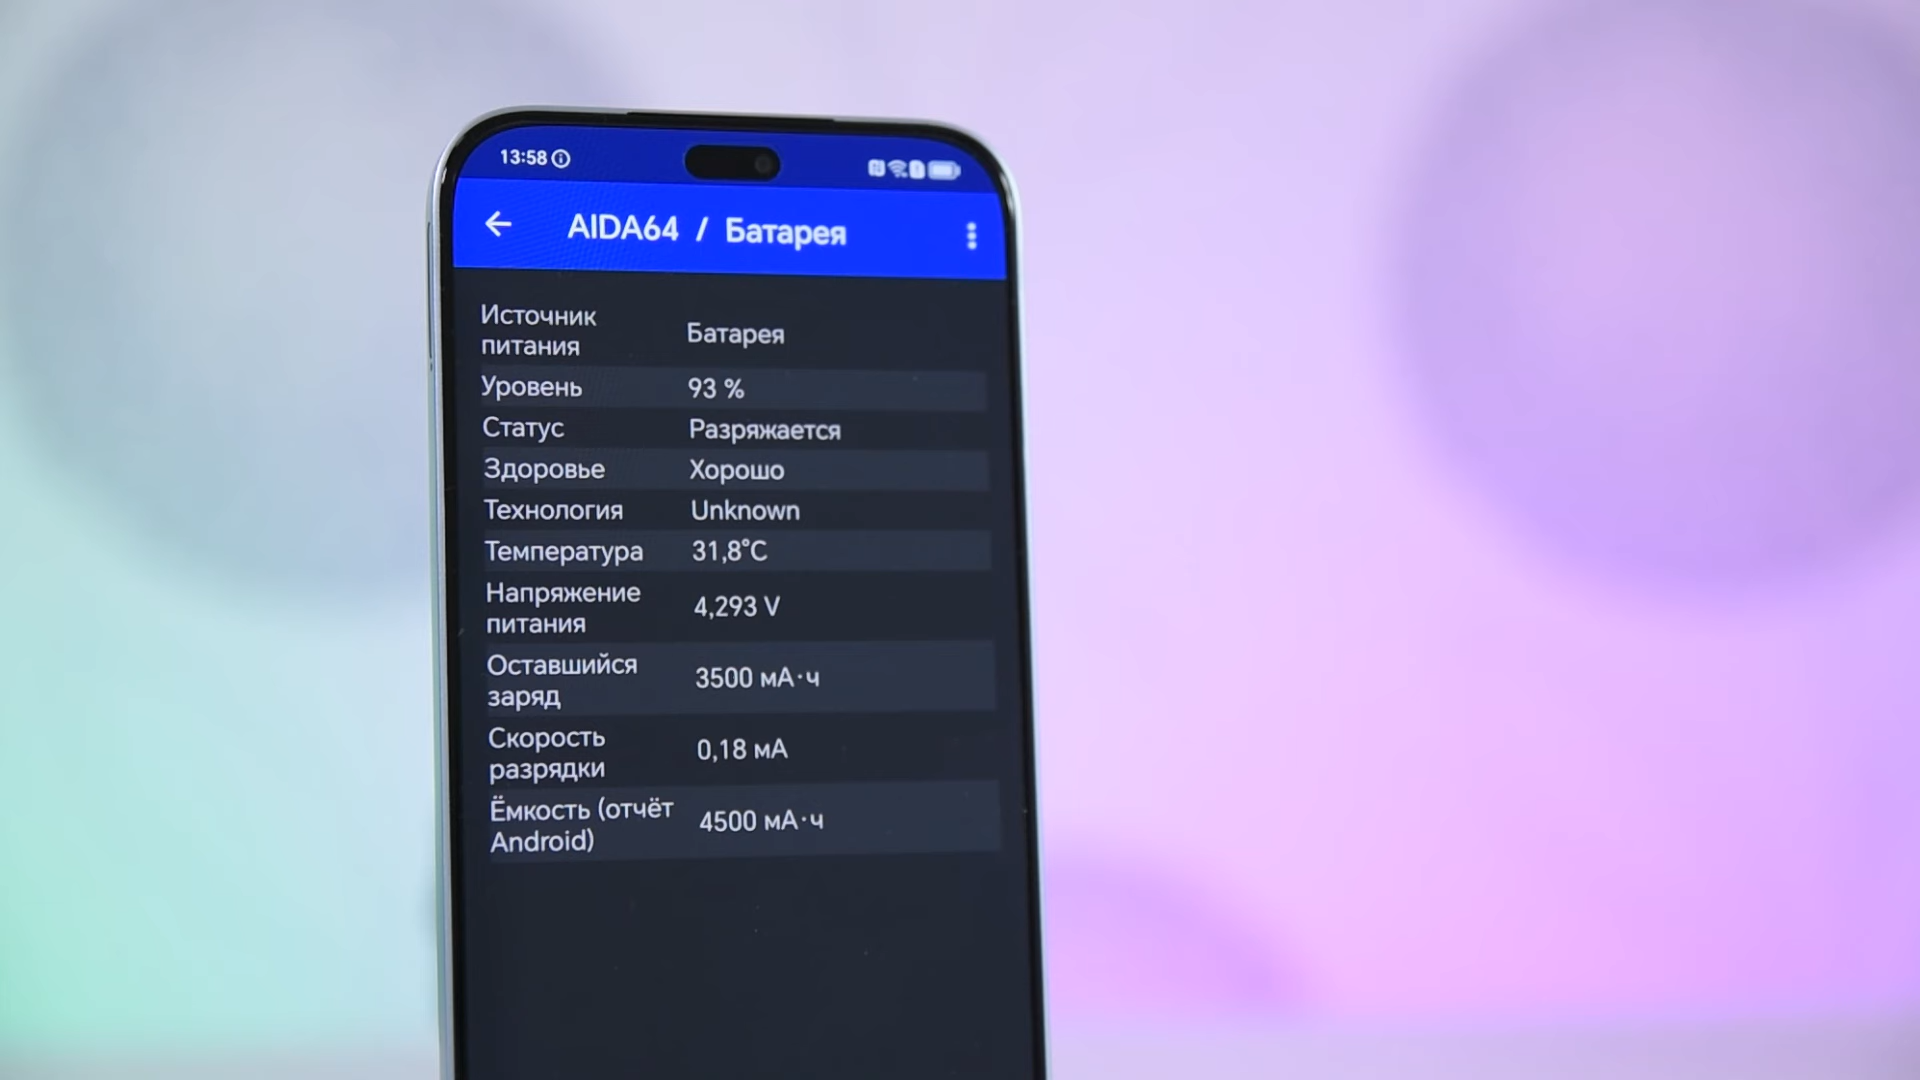 13:58
AIDA64 / Батарея
Источник питания Батарея
Уровень 93 %
Статус Разряжается
Здоровье Хорошо
Технология Unknown
Температура 31,8°C
Напряжение питания 4,293 V
Оставшийся заряд 3500 мА·ч
Скорость разрядки 0,18 мА
Ёмкость (отчёт Android) 4500 мА·ч